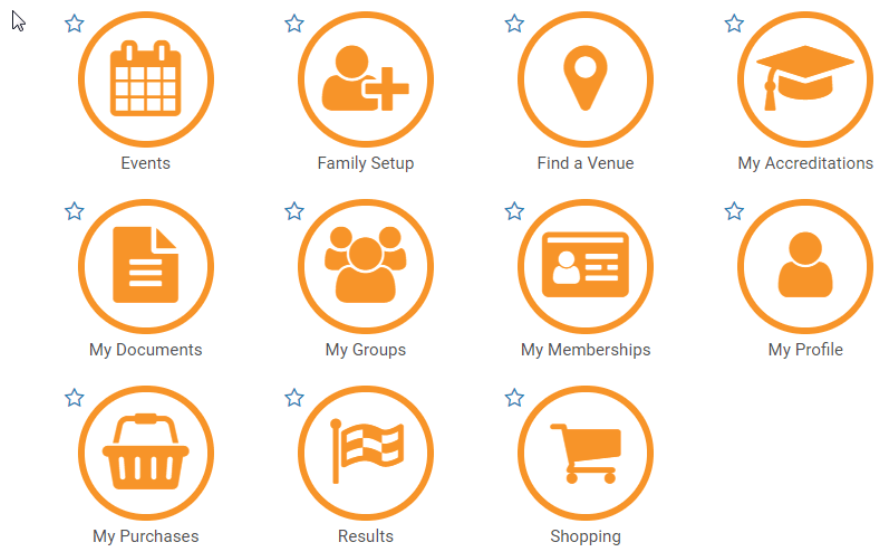 Events
Family Setup
Find a Venue
My Accreditations
My Documents
My Groups
My Memberships
My Profile
My Purchases
Results
Shopping